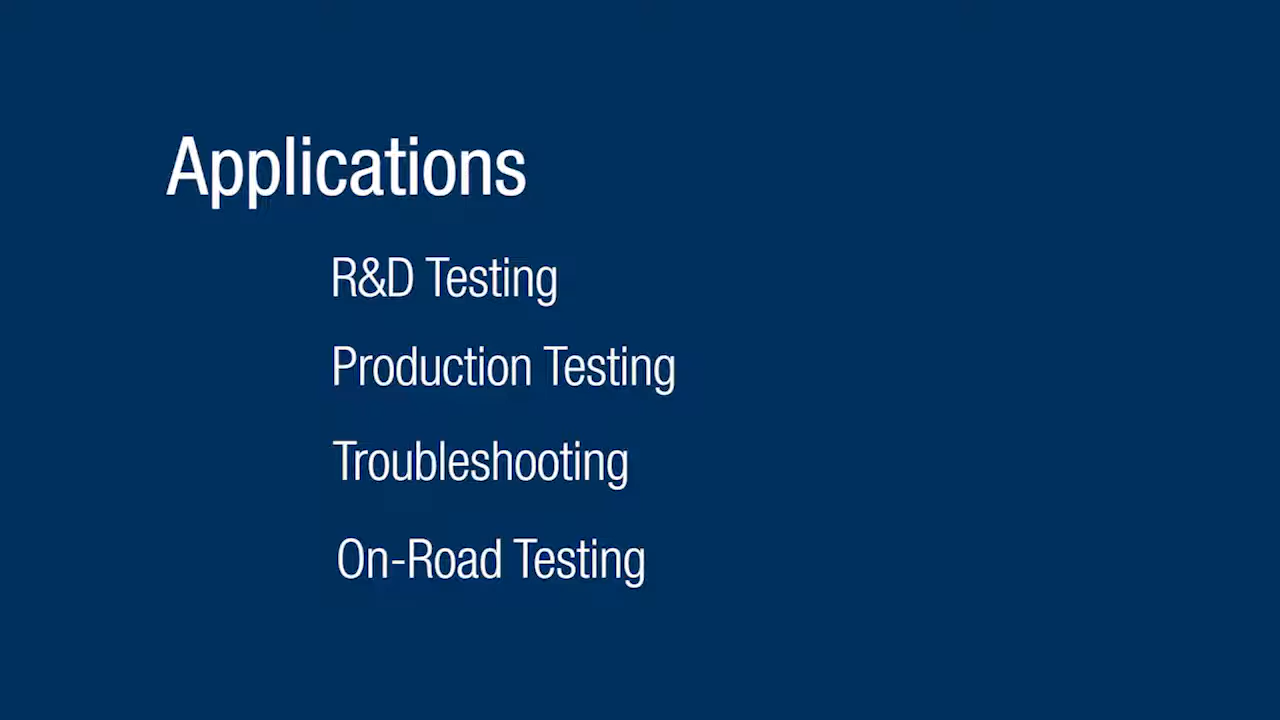 Applications
R&D Testing
Production Testing
Troubleshooting
On-Road Testing